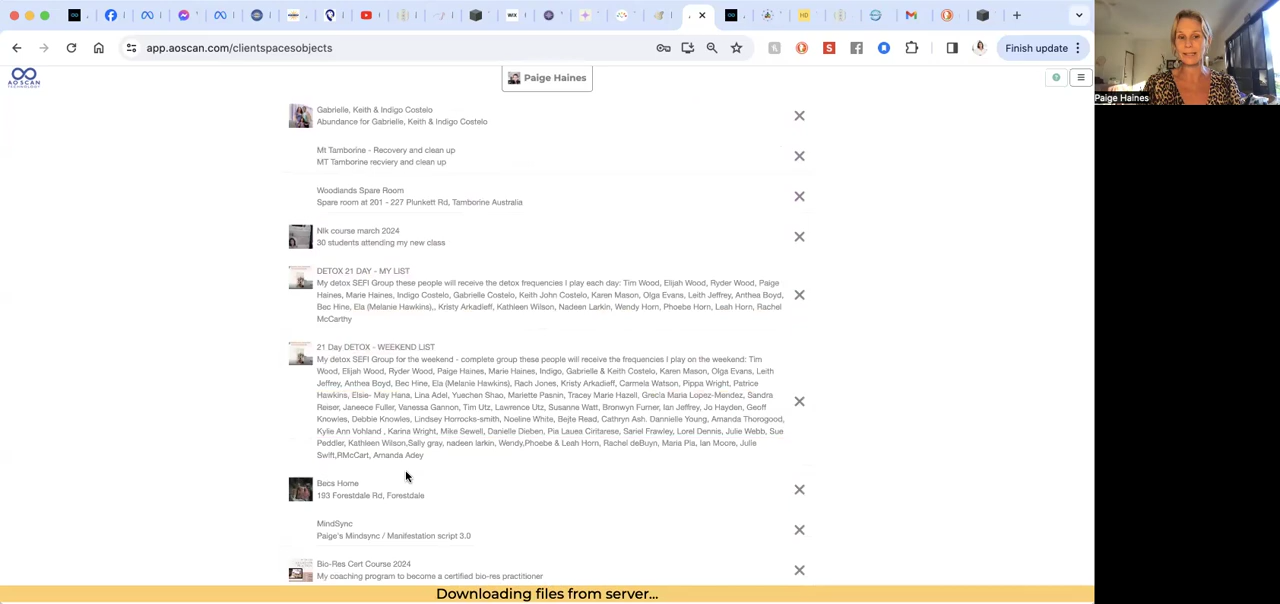 WIX
HD
S
app.aoscan.com/clientspacesobjects
Finish update
AO SCAN
TECHNOLOGY
Paige Haines
?
Paige Haines
Gabrielle, Keith & Indigo Costelo
Abundance for Gabrielle, Keith & Indigo Costelo
Mt Tamborine - Recovery and clean up
MT Tamborine recviery and clean up
Woodlands Spare Room
Spare room at 201 - 227 Plunkett Rd, Tamborine Australia
Nlk course march 2024
30 students attending my new class
DETOX 21 DAY - MY LIST
My detox SEFI Group these people will receive the detox frequencies I play each day: Tim Wood, Elijah Wood, Ryder Wood, Paige
Haines, Marie Haines, Indigo Costelo, Gabrielle Costelo, Keith John Costelo, Karen Mason, Olga Evans, Leith Jeffrey, Anthea Boyd,
Bec Hine, Ela (Melanie Hawkins),, Kristy Arkadieff, Kathleen Wilson, Nadeen Larkin, Wendy Horn, Phoebe Horn, Leah Horn, Rachel
McCarthy
21 Day DETOX - WEEKEND LIST
My detox SEFI Group for the weekend - complete group these people will receive the frequencies I play on the weekend: Tim
Wood, Elijah Wood, Ryder Wood, Paige Haines, Marie Haines, Indigo, Gabrielle & Keith Costelo, Karen Mason, Olga Evans, Leith
Jeffrey, Anthea Boyd, Bec Hine, Ela (Melanie Hawkins), Rach Jones, Kristy Arkadieff, Carmela Watson, Pippa Wright, Patrice
Hawkins, Elsie- May Hana, Lina Adel, Yuechan Shao, Mariette Pasnin, Tracey Marie Hazell, Grecia Maria Lopez-Mendez, Sandra
Reiser, Janeece Fuller, Vanessa Gannon, Tim Utz, Lawrence Utz, Susanna Watt, Bronwyn Furner, Ian Jeffrey, Jo Hayden, Geoff
Knowles, Debbie Knowles, Lindsey Horrocks-smith, Noeline White, Bejte Read, Cathryn Ash. Dannielle Young, Amanda Thorogood,
Kylie Ann Vohland , Karina Wright, Mike Sewell, Danielle Dieben, Pia Lauea Ciritarese, Sariel Frawley, Lorel Dennis, Julie Webb, Sue
Peddler, Kathleen Wilson,Sally gray, nadeen larkin, Wendy,Phoebe & Leah Horn, Rachel deBuyn, Maria Pia, Ian Moore, Julie
Swift,RMcCart, Amanda Adey
Becs Home
193 Forestdale Rd, Forestdale
MindSync
Paige's Mindsync / Manifestation script 3.0
Bio-Res Cert Course 2024
My coaching program to become a certified bio-res practitioner
Downloading files from server...